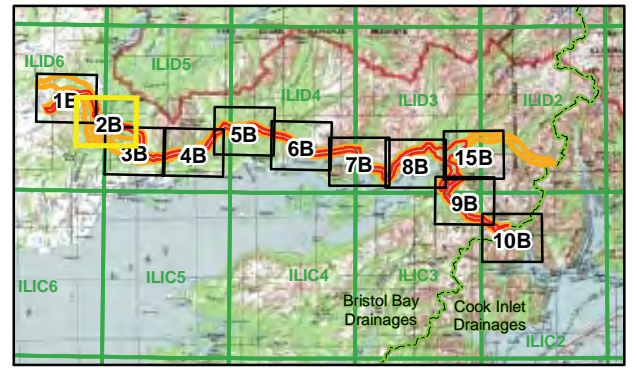 ILID6
ILID5
ILID4
ILID3
ILID2
1B
2B
3B
4B
5B
6B
7B
8B
15B
9B
10B
ILIC6
ILIC5
ILIC4
ILIC3
ILIC2
Bristol Bay
Drainages
Cook Inlet
Drainages